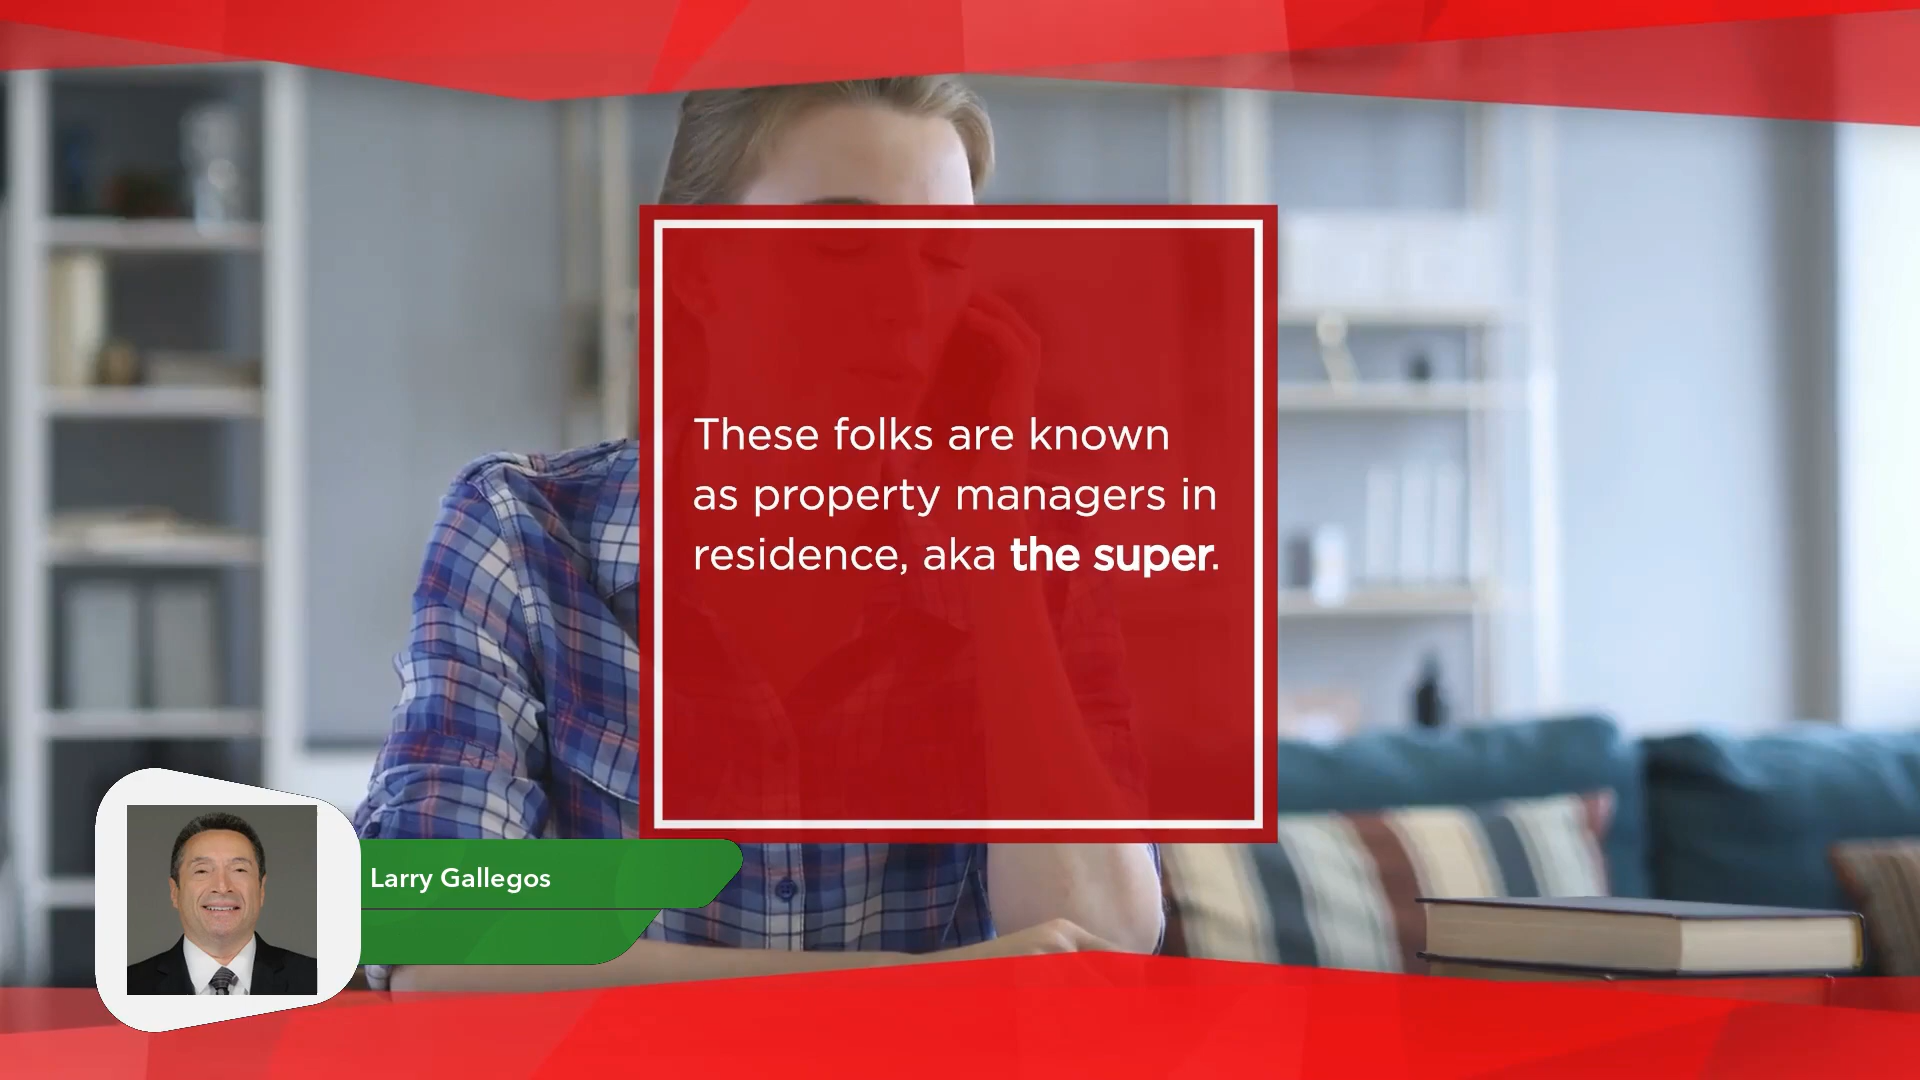 These folks are known
as property managers in
residence, aka the super.
Larry Gallegos